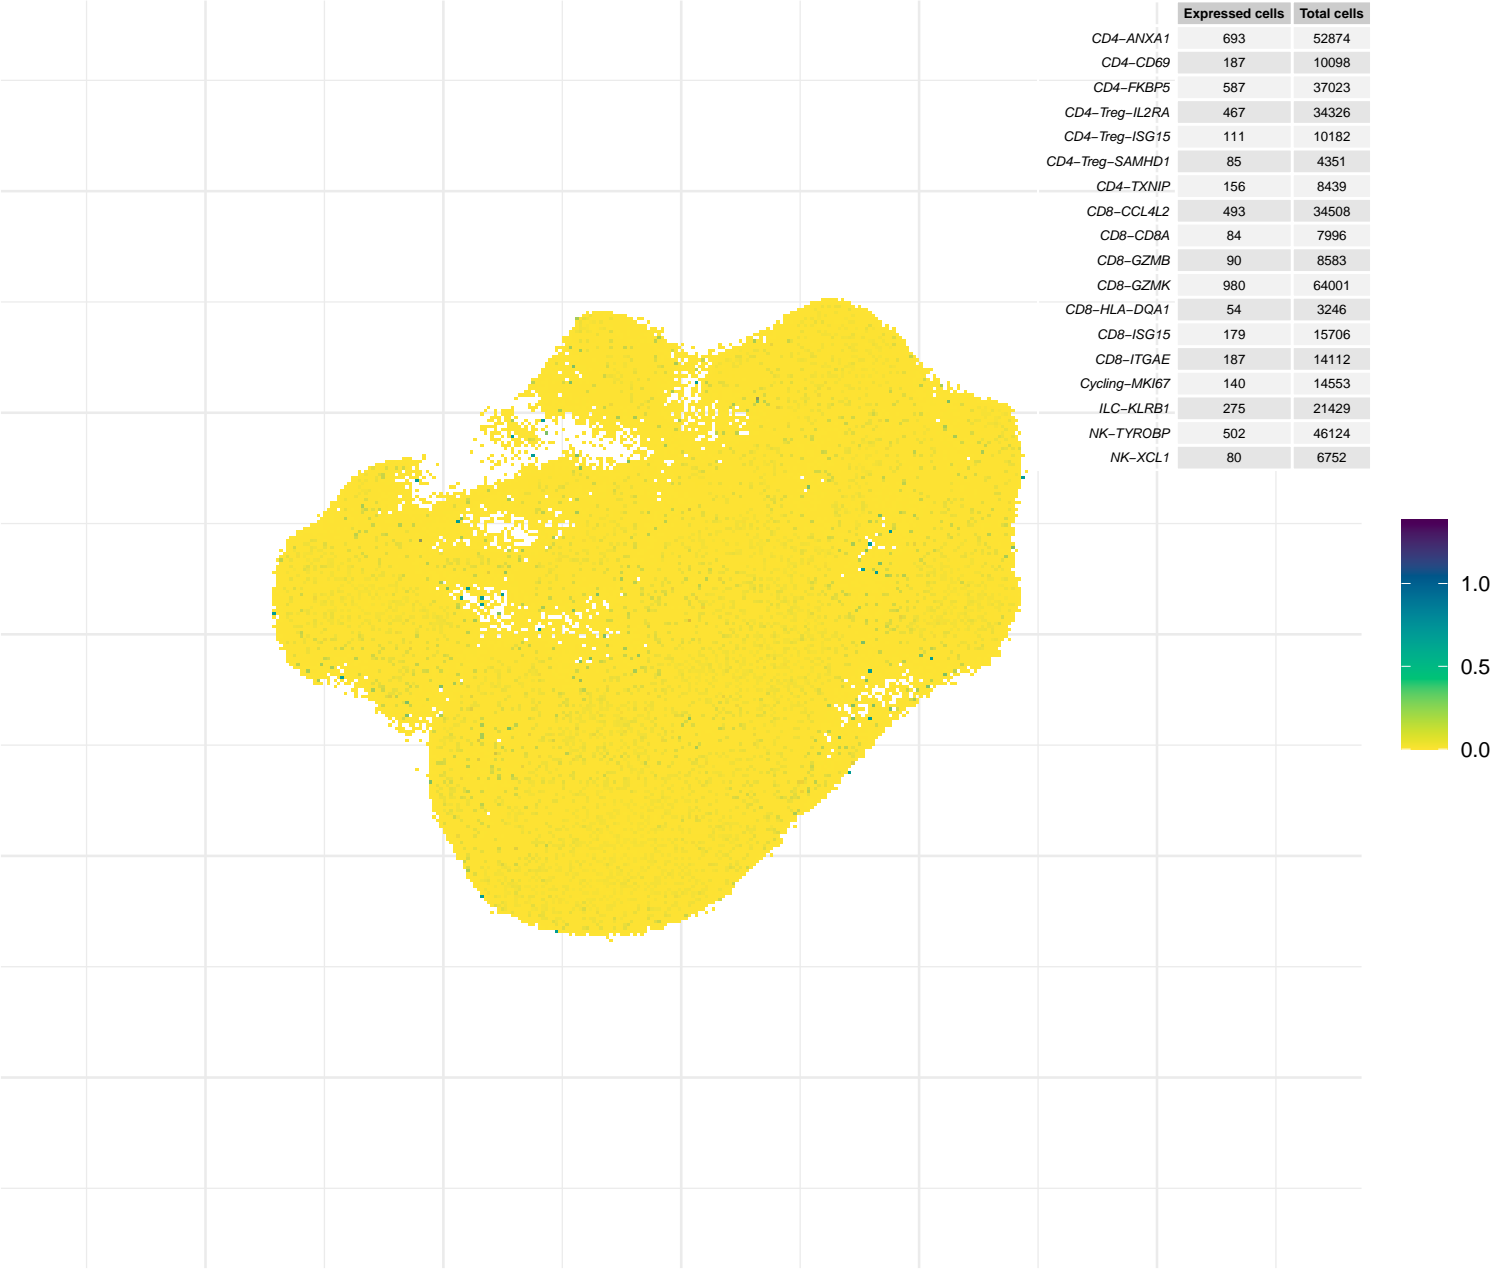 Expressed cells Total cells
CD4−ANXA1 693 52874
CD4−CD69 187 10098
CD4−FKBP5 587 37023
CD4−Treg−IL2RA 467 34326
CD4−Treg−ISG15 111 10182
CD4−Treg−SAMHD1 85 4351
CD4−TXNIP 156 8439
CD8−CCL4L2 493 34508
CD8−CD8A 84 7996
CD8−GZMB 90 8583
CD8−GZMK 980 64001
CD8−HLA−DQA1 54 3246
CD8−ISG15 179 15706
CD8−ITGAE 187 14112
Cycling−MKI67 140 14553
ILC−KLRB1 275 21429
NK−TYROBP 502 46124
NK−XCL1 80 6752
1.0
0.5
0.0